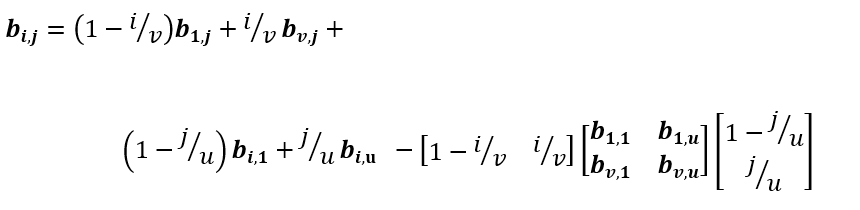 b_{i,j} = (1 − i/v)b_{1,j} + i/v b_{v,j} +
(1 − j/u) b_{i,1} + j/u b_{i,u} − [1 − i/v  i/v] [b_{1,1}  b_{1,u}; b_{v,1}  b_{v,u}] [1 − j/u; j/u]